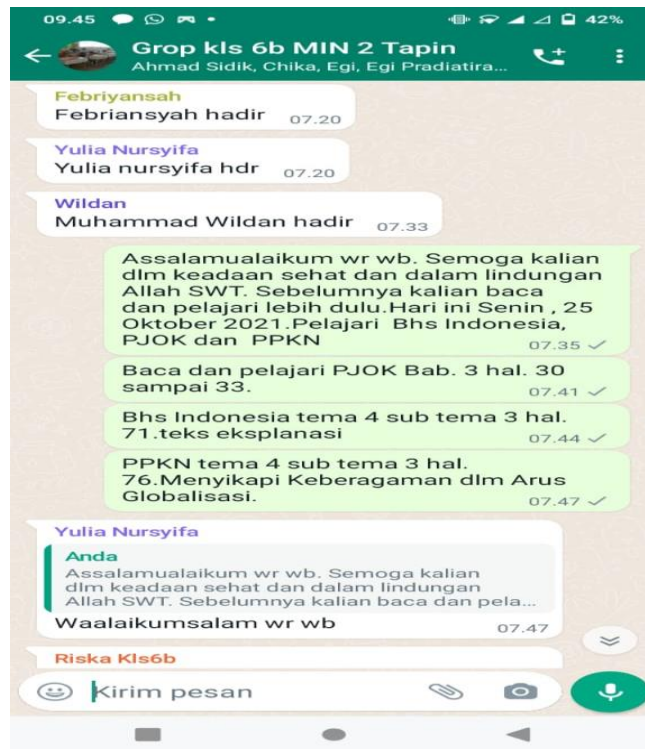 09.45 42%
Grop kls 6b MIN 2 Tapin
Ahmad Sidik, Chika, Egi, Egi Pradiatira...
Febriyansah
Febriansyah hadir 07.20
Yulia Nursyifa
Yulia nursyifa hdr 07.20
Wildan
Muhammad Wildan hadir 07.33
Assalamualaikum wr wb. Semoga kalian
dlm keadaan sehat dan dalam lindungan
Allah SWT. Sebelumnya kalian baca
dan pelajari lebih dulu.Hari ini Senin , 25
Oktober 2021.Pelajari Bhs Indonesia,
PJOK dan PPKN 07.35
Baca dan pelajari PJOK Bab. 3 hal. 30
sampai 33. 07.41
Bhs Indonesia tema 4 sub tema 3 hal.
71.teks eksplanasi 07.44
PPKN tema 4 sub tema 3 hal.
76.Menyikapi Keberagaman dlm Arus
Globalisasi. 07.47
Yulia Nursyifa
Anda
Assalamualaikum wr wb. Semoga kalian
dlm keadaan sehat dan dalam lindungan
Allah SWT. Sebelumnya kalian baca dan pela...
Waalaikumsalam wr wb 07.47
Riska Kls6b
Kirim pesan